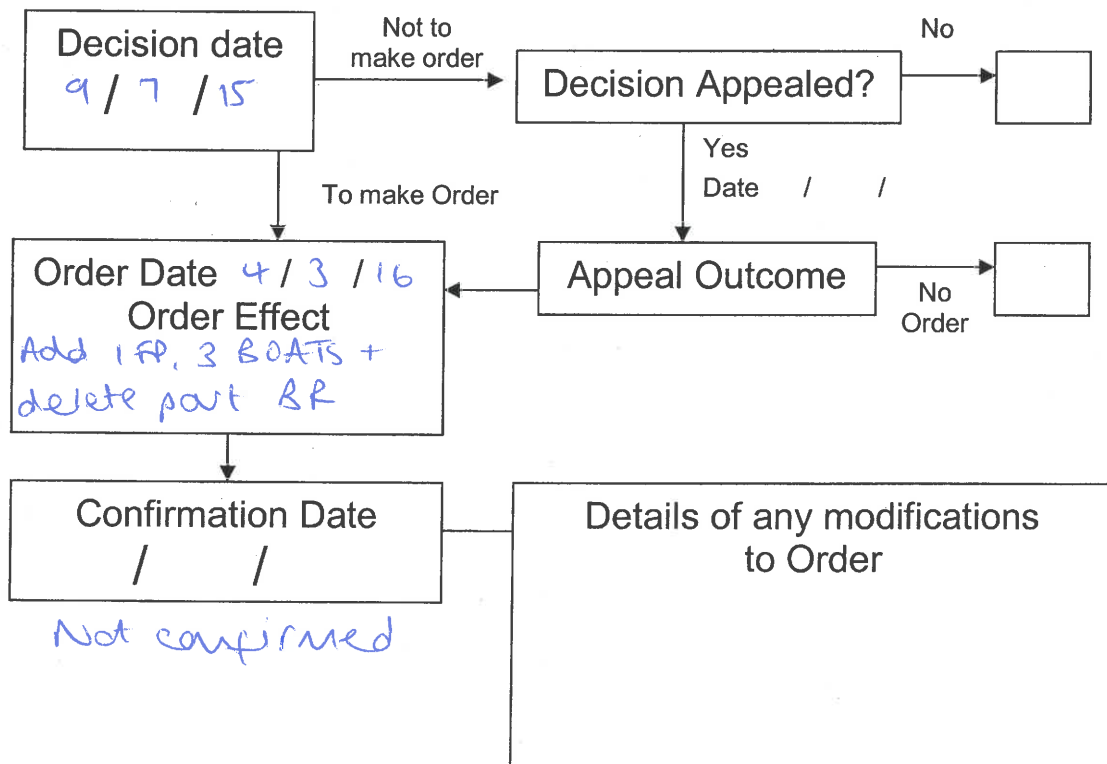 Decision date
9 / 7 / 15
Not to
make order
Decision Appealed?
No
To make Order
Yes
Date / /
Order Date 4 / 3 / 16
Order Effect
Add 1 FP, 3 BOATs +
delete part BR
Appeal Outcome
No
Order
Confirmation Date
/ /
Not confirmed
Details of any modifications
to Order